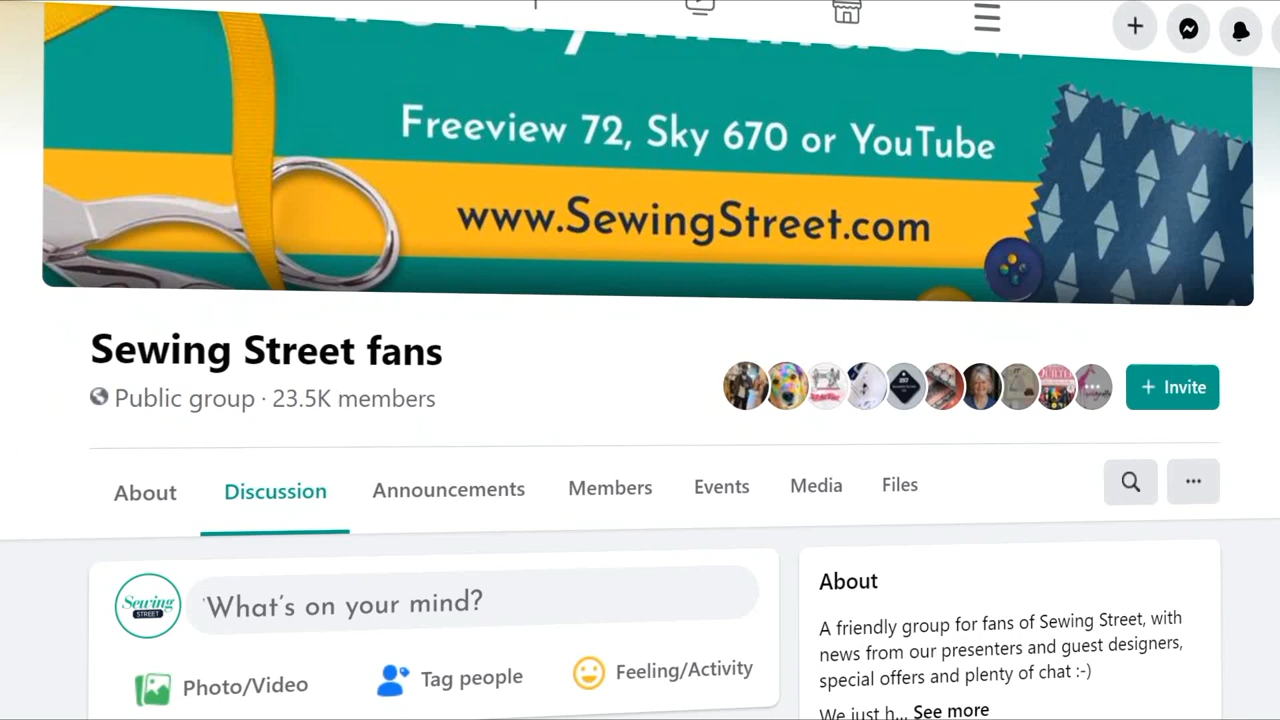 Freeview 72, Sky 670 or YouTube
www.SewingStreet.com
Sewing Street fans
Public group · 23.5K members
+ Invite
About
Discussion
Announcements
Members
Events
Media
Files
Sewing
STREET
What's on your mind?
Photo/Video
Tag people
Feeling/Activity
About
A friendly group for fans of Sewing Street, with
news from our presenters and guest designers,
special offers and plenty of chat :-)
We just h... See more